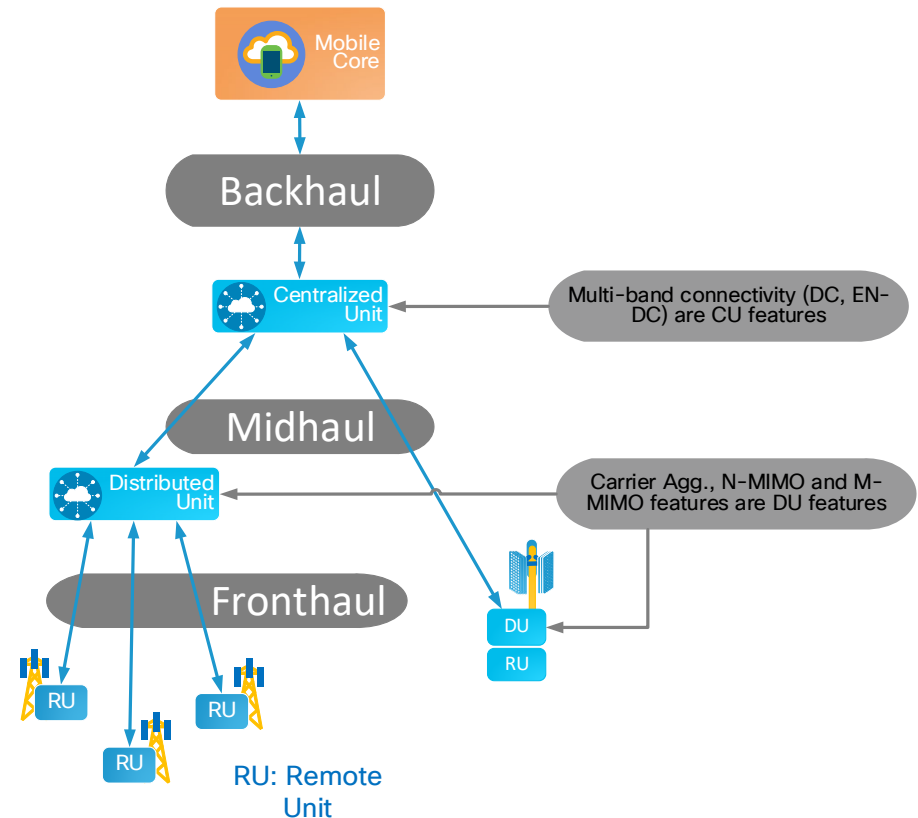 Mobile
Core
Backhaul
Centralized
Unit
Multi-band connectivity (DC, EN-
DC) are CU features
Midhaul
Distributed
Unit
Carrier Agg., N-MIMO and M-
MIMO features are DU features
Fronthaul
DU
RU
RU
RU
RU
RU: Remote
Unit